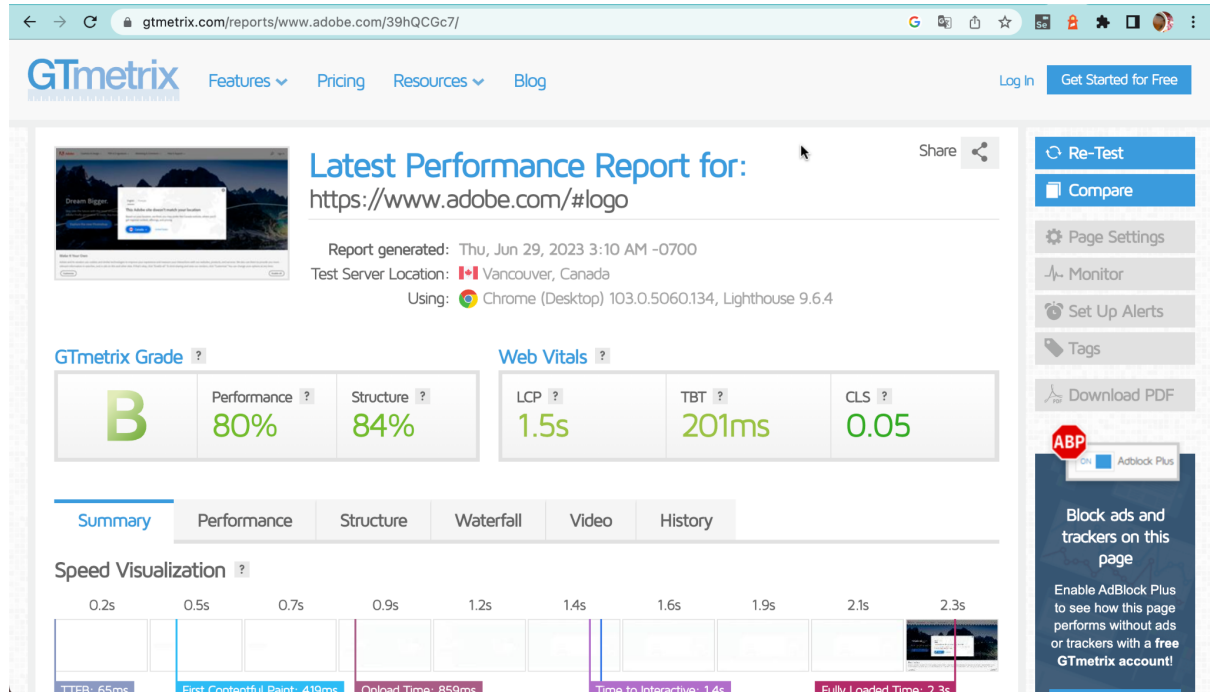 gtmetrix.com/reports/www.adobe.com/39hQCGc7/
GTmetrix
Features
Pricing
Resources
Blog
Log In
Get Started for Free
Dream Bigger.
Latest Performance Report for:
https://www.adobe.com/#logo
Share
Report generated: Thu, Jun 29, 2023 3:10 AM -0700
Test Server Location: Vancouver, Canada
Using: Chrome (Desktop) 103.0.5060.134, Lighthouse 9.6.4
Re-Test
Compare
Page Settings
Monitor
Set Up Alerts
Tags
Download PDF
GTmetrix Grade ?
B
Performance ?
80%
Structure ?
84%
Web Vitals ?
LCP ?
1.5s
TBT ?
201ms
CLS ?
0.05
ABP
ON Adblock Plus
Block ads and
trackers on this
page
Enable AdBlock Plus
to see how this page
performs without ads
or trackers with a free
GTmetrix account!
Summary
Performance
Structure
Waterfall
Video
History
Speed Visualization ?
0.2s 0.5s 0.7s 0.9s 1.2s 1.4s 1.6s 1.9s 2.1s 2.3s
TTFB: 65ms
First Contentful Paint: 419ms
Onload Time: 859ms
Time to Interactive: 1.4s
Fully Loaded Time: 2.3s